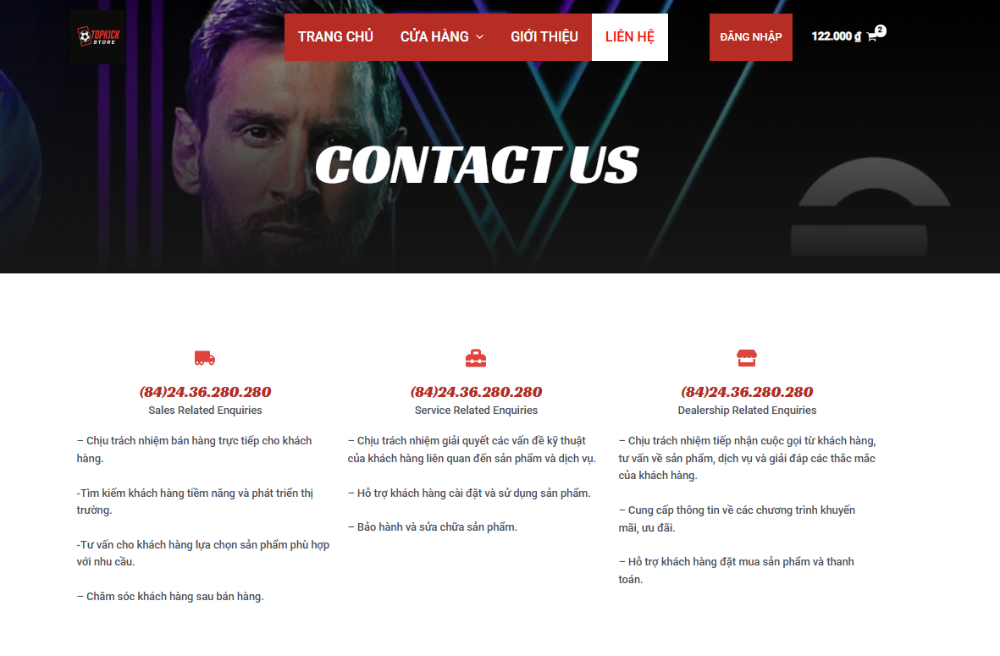 TOPKICK
STORE
TRANG CHỦ
CỬA HÀNG
GIỚI THIỆU
LIÊN HỆ
ĐĂNG NHẬP
122.000 ₫
2
CONTACT US
(84)24.36.280.280
Sales Related Enquiries
– Chịu trách nhiệm bán hàng trực tiếp cho khách
hàng.
-Tìm kiếm khách hàng tiềm năng và phát triển thị
trường.
-Tư vấn cho khách hàng lựa chọn sản phẩm phù hợp
với nhu cầu.
– Chăm sóc khách hàng sau bán hàng.
(84)24.36.280.280
Service Related Enquiries
– Chịu trách nhiệm giải quyết các vấn đề kỹ thuật
của khách hàng liên quan đến sản phẩm và dịch vụ.
– Hỗ trợ khách hàng cài đặt và sử dụng sản phẩm.
– Bảo hành và sửa chữa sản phẩm.
(84)24.36.280.280
Dealership Related Enquiries
– Chịu trách nhiệm tiếp nhận cuộc gọi từ khách hàng,
tư vấn về sản phẩm, dịch vụ và giải đáp các thắc mắc
của khách hàng.
– Cung cấp thông tin về các chương trình khuyến
mãi, ưu đãi.
– Hỗ trợ khách hàng đặt mua sản phẩm và thanh
toán.